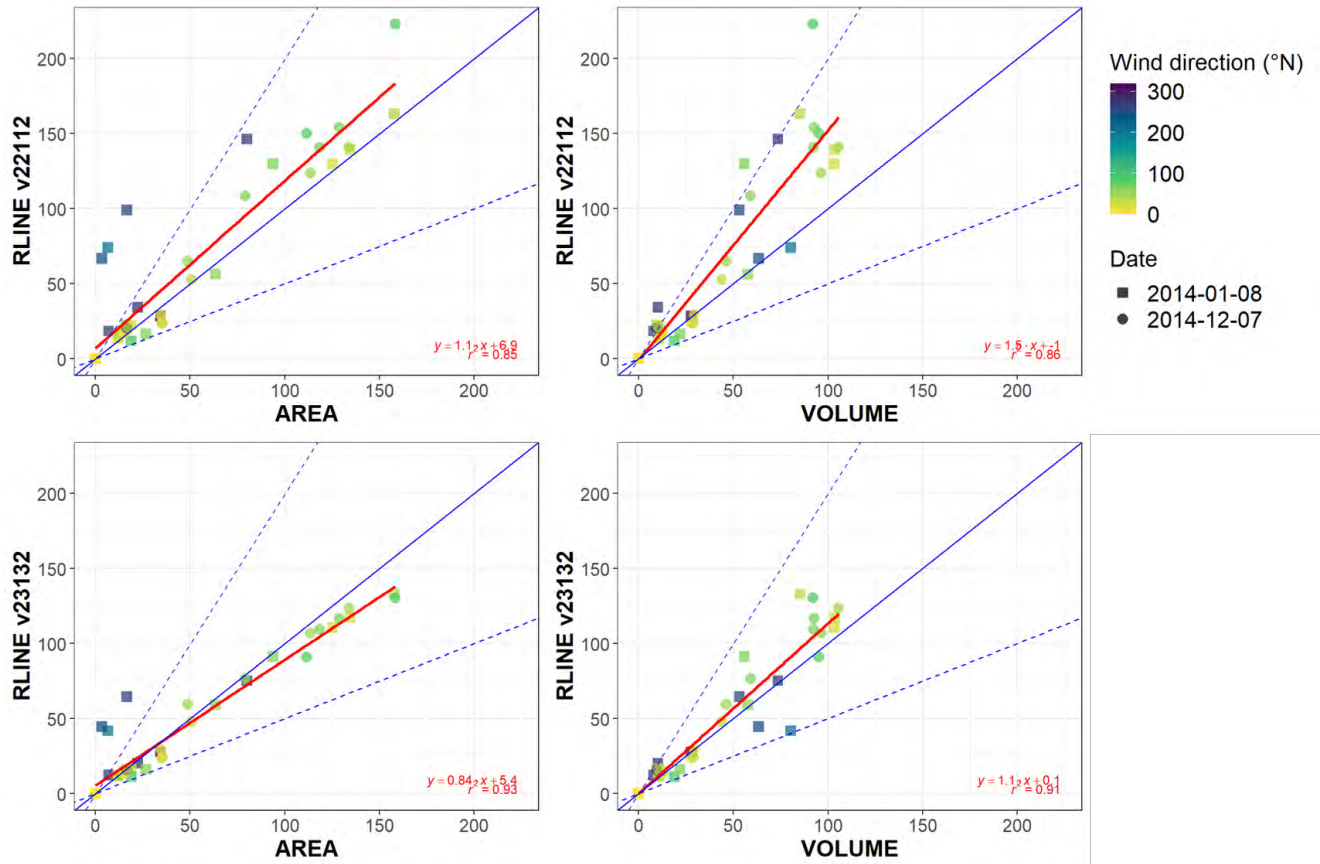 RLINE v22112
200
150
100
50
0
y = 1.1 x + 6.9
r² = 0.85
0 50 100 150 200
AREA
RLINE v22112
200
150
100
50
0
y = 1.5 · x + -1
r² = 0.86
0 50 100 150 200
VOLUME
Wind direction (°N)
300
200
100
0
Date
2014-01-08
2014-12-07
RLINE v23132
200
150
100
50
0
y = 0.84 x + 5.4
r² = 0.93
0 50 100 150 200
AREA
RLINE v23132
200
150
100
50
0
y = 1.1 x + 0.1
r² = 0.91
0 50 100 150 200
VOLUME